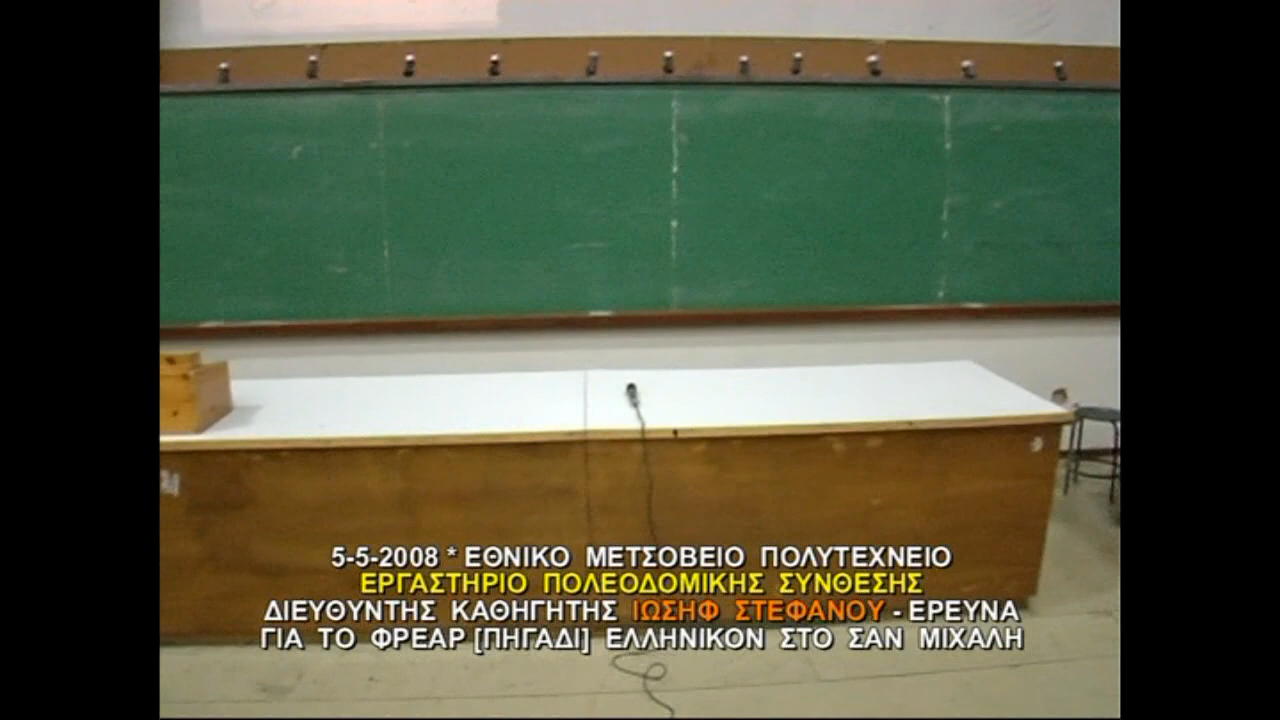 5-5-2008 * ΕΘΝΙΚΟ ΜΕΤΣΟΒΕΙΟ ΠΟΛΥΤΕΧΝΕΙΟ
ΕΡΓΑΣΤΗΡΙΟ ΠΟΛΕΟΔΟΜΙΚΗΣ ΣΥΝΘΕΣΗΣ
ΔΙΕΥΘΥΝΤΗΣ ΚΑΘΗΓΗΤΗΣ ΙΩΣΗΦ ΣΤΕΦΑΝΟΥ - ΕΡΕΥΝΑ
ΓΙΑ ΤΟ ΦΡΕΑΡ [ΠΗΓΑΔΙ] ΕΛΛΗΝΙΚΟΝ ΣΤΟ ΣΑΝ ΜΙΧΑΛΗ